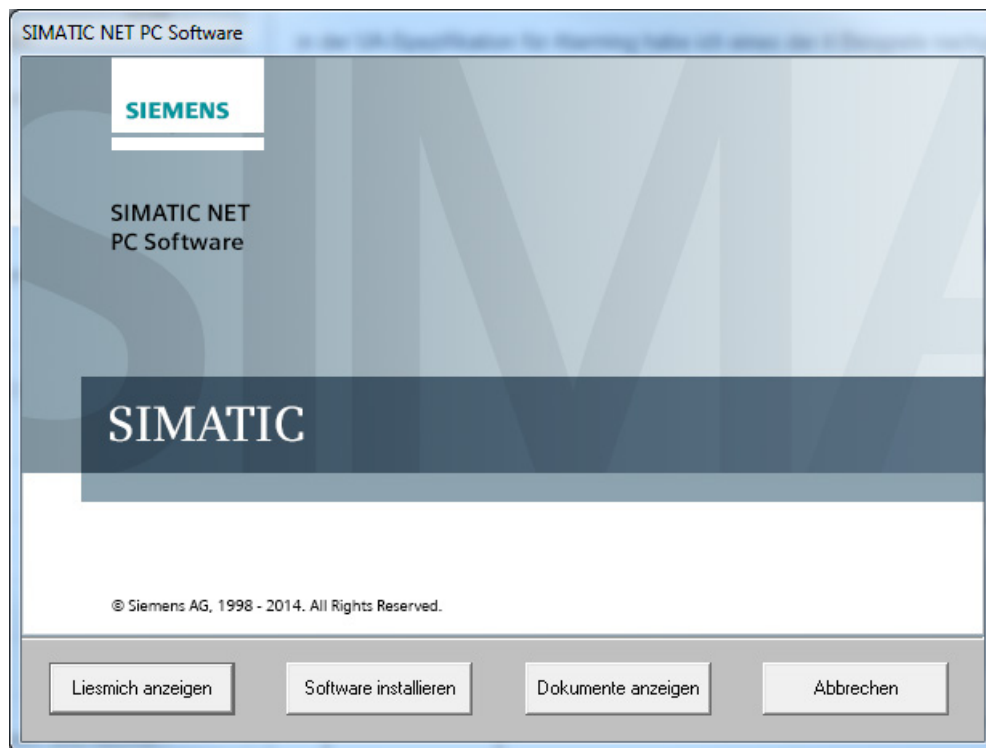 SIMATIC NET PC Software
SIEMENS
SIMATIC NET
PC Software
SIMATIC
© Siemens AG, 1998 - 2014. All Rights Reserved.
Liesmich anzeigen
Software installieren
Dokumente anzeigen
Abbrechen